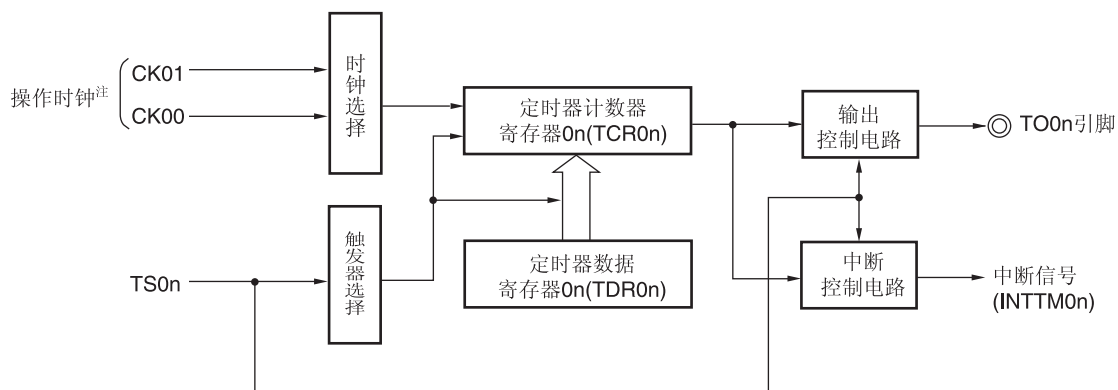 操作时钟注
CK01
CK00
时钟选择
定时器计数器
寄存器0n(TCR0n)
输出
控制电路
TO0n引脚
TS0n
触发器选择
定时器数据
寄存器0n(TDR0n)
中断
控制电路
中断信号
(INTTM0n)